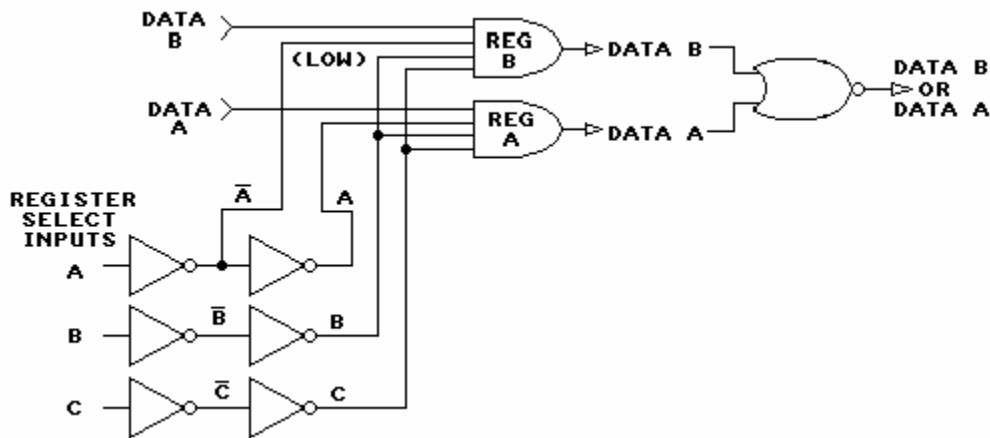 DATA
B
(LOW)
REG
B
DATA B
DATA B
OR
DATA A
DATA
A
REG
A
DATA A
REGISTER
SELECT
INPUTS
A̅
A
A
B
B̅
B
C
C̅
C